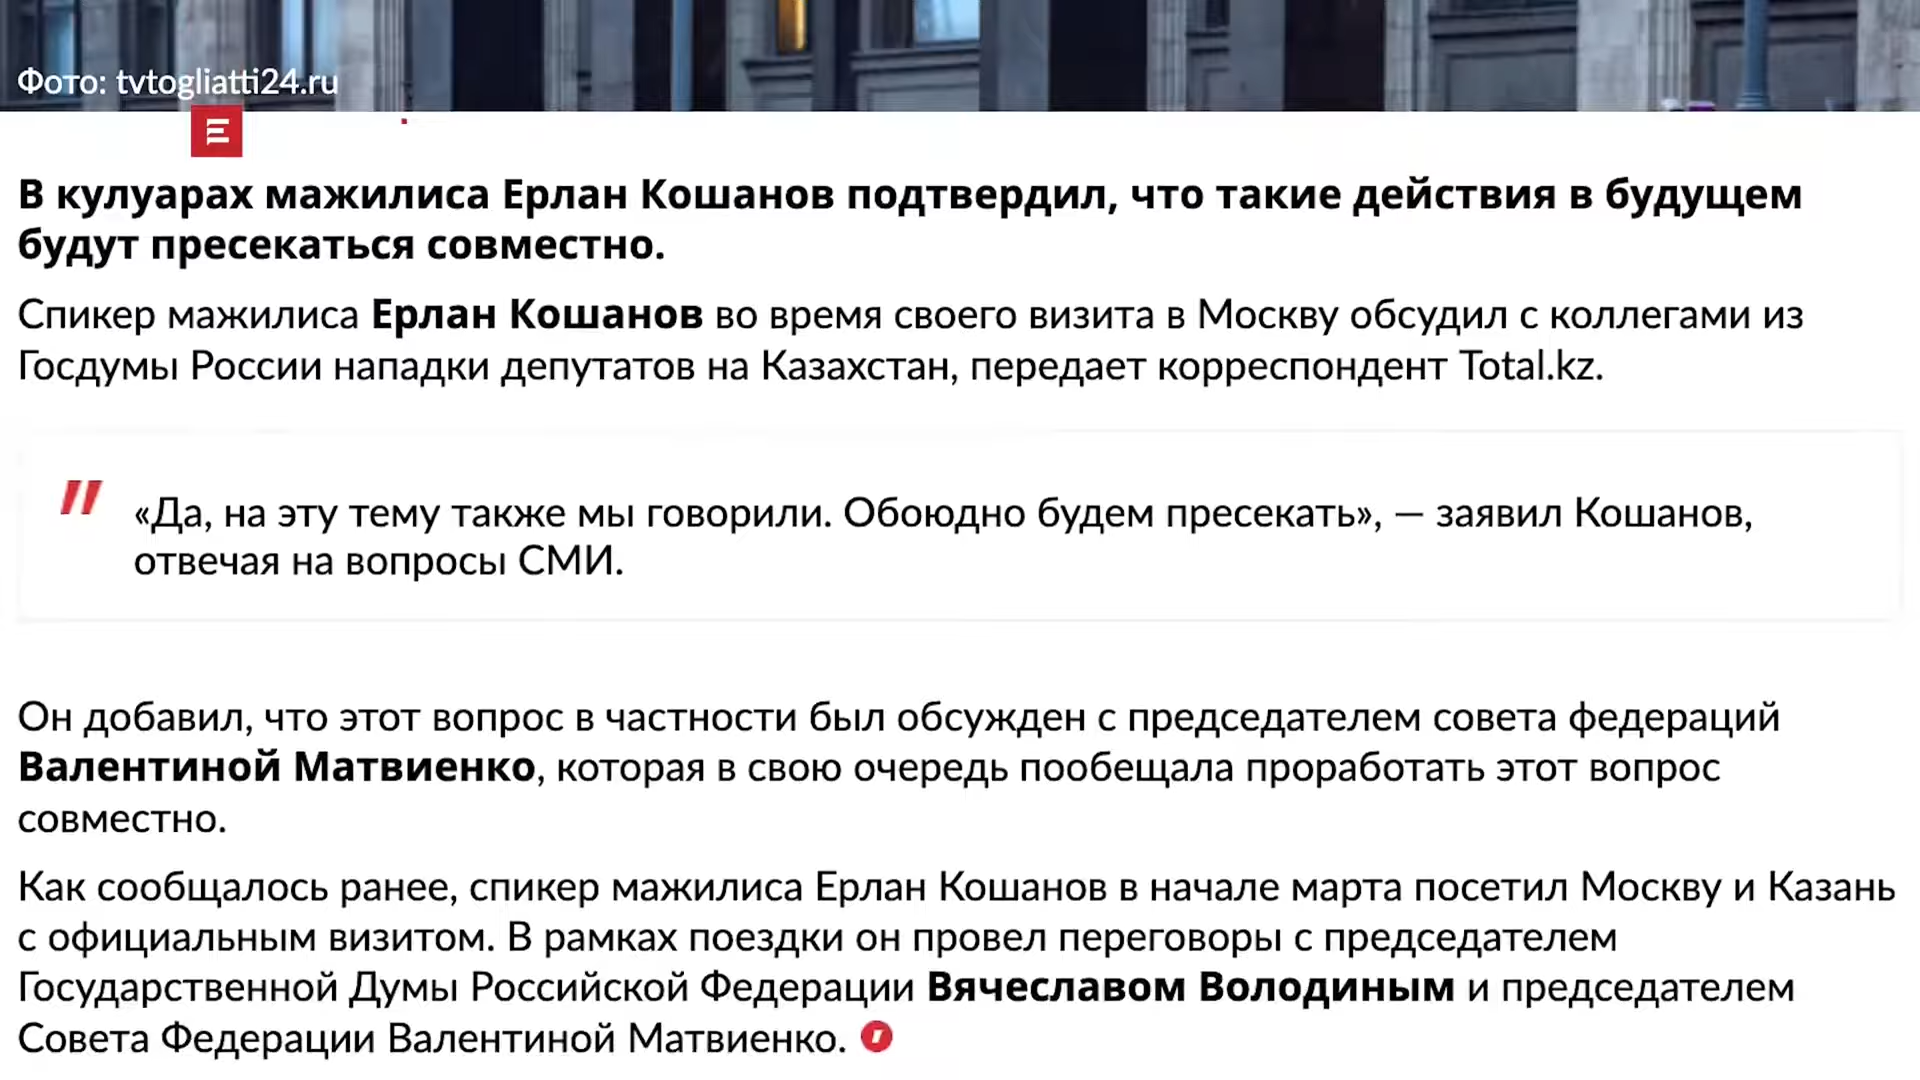 Фото: tvtogliatti24.ru
E
В кулуарах мажилиса Ерлан Кошанов подтвердил, что такие действия в будущем
будут пресекаться совместно.
Спикер мажилиса Ерлан Кошанов во время своего визита в Москву обсудил с коллегами из
Госдумы России нападки депутатов на Казахстан, передает корреспондент Total.kz.
«Да, на эту тему также мы говорили. Обоюдно будем пресекать», — заявил Кошанов,
отвечая на вопросы СМИ.
Он добавил, что этот вопрос в частности был обсужден с председателем совета федераций
Валентиной Матвиенко, которая в свою очередь пообещала проработать этот вопрос
совместно.
Как сообщалось ранее, спикер мажилиса Ерлан Кошанов в начале марта посетил Москву и Казань
с официальным визитом. В рамках поездки он провел переговоры с председателем
Государственной Думы Российской Федерации Вячеславом Володиным и председателем
Совета Федерации Валентиной Матвиенко.